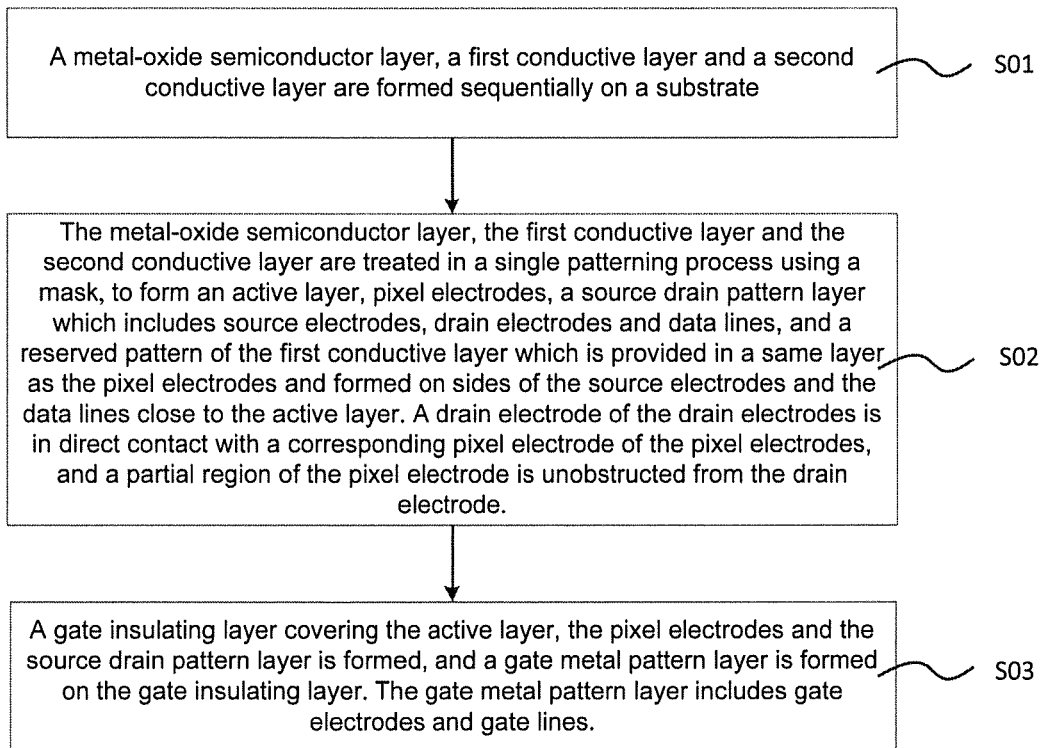 A metal-oxide semiconductor layer, a first conductive layer and a second
conductive layer are formed sequentially on a substrate
S01
The metal-oxide semiconductor layer, the first conductive layer and the
second conductive layer are treated in a single patterning process using a
mask, to form an active layer, pixel electrodes, a source drain pattern layer
which includes source electrodes, drain electrodes and data lines, and a
reserved pattern of the first conductive layer which is provided in a same layer
as the pixel electrodes and formed on sides of the source electrodes and the
data lines close to the active layer. A drain electrode of the drain electrodes is
in direct contact with a corresponding pixel electrode of the pixel electrodes,
and a partial region of the pixel electrode is unobstructed from the drain
electrode.
S02
A gate insulating layer covering the active layer, the pixel electrodes and the
source drain pattern layer is formed, and a gate metal pattern layer is formed
on the gate insulating layer. The gate metal pattern layer includes gate
electrodes and gate lines.
S03